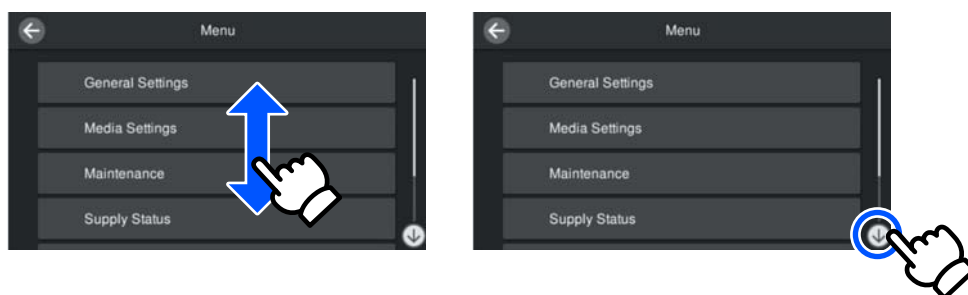 Menu
General Settings
Media Settings
Maintenance
Supply Status
Menu
General Settings
Media Settings
Maintenance
Supply Status